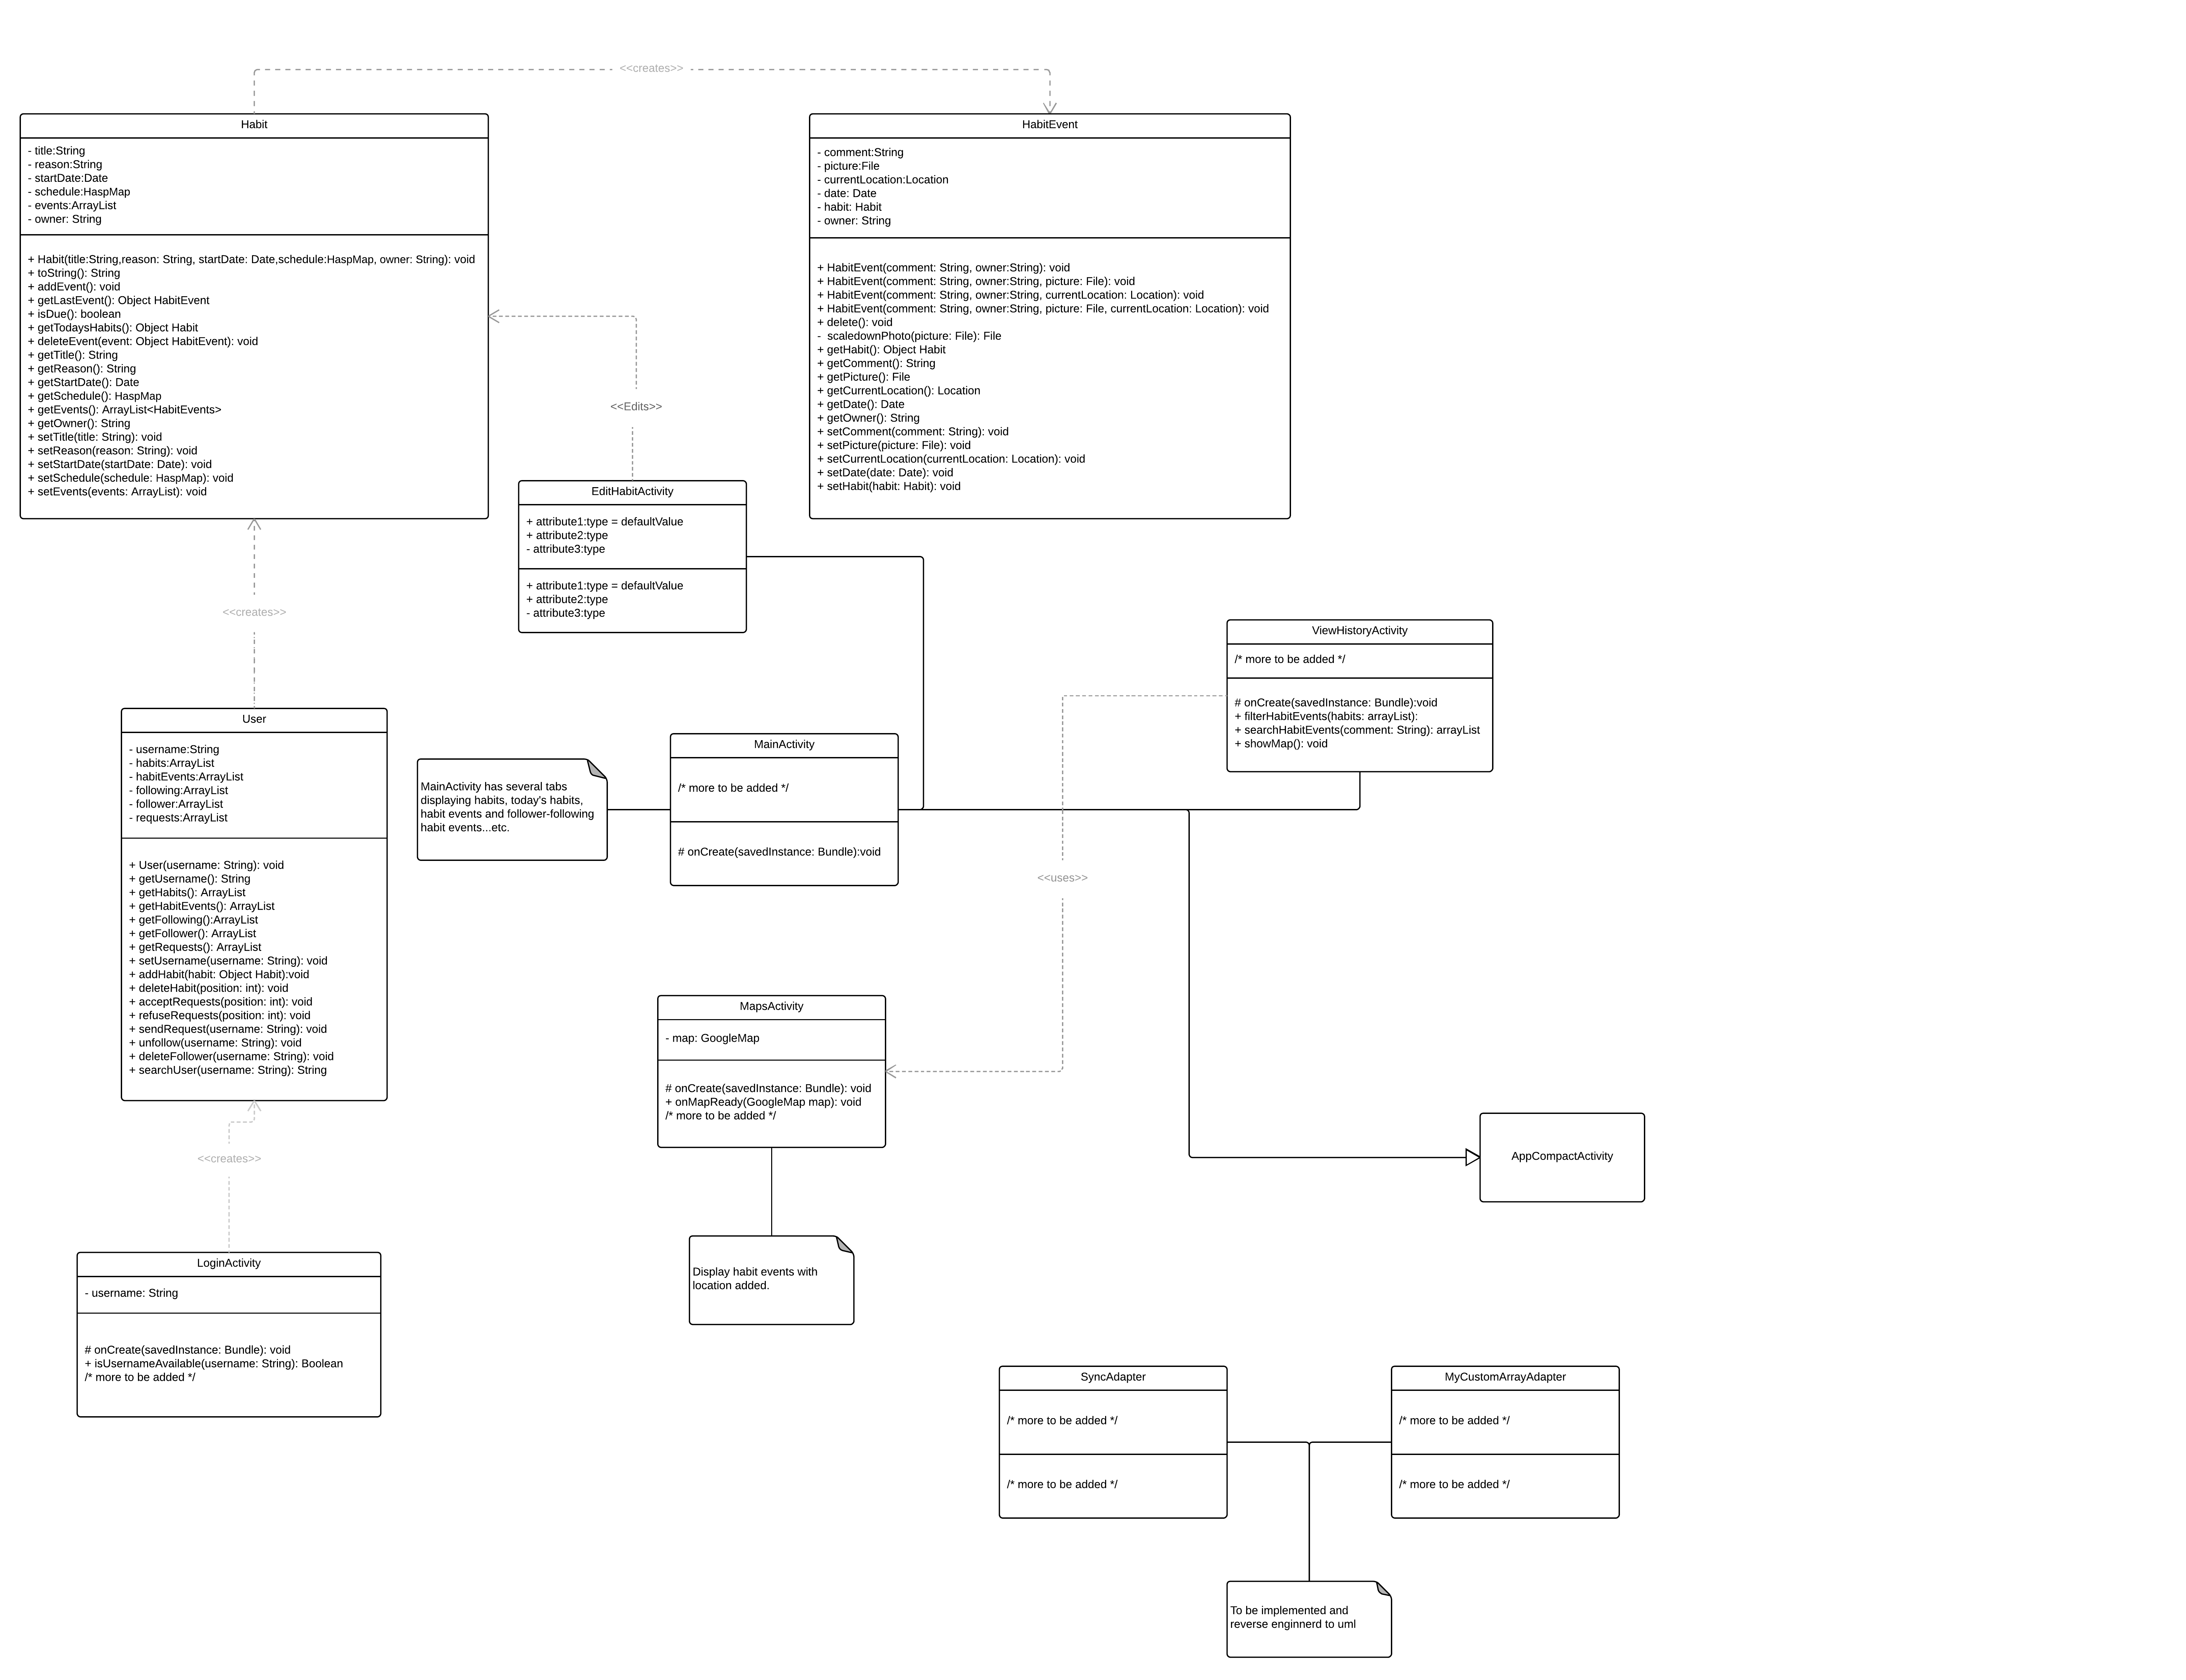 <<creates>>
Habit
- title:String
- reason:String
- startDate:Date
- schedule:HaspMap
- events:ArrayList
- owner: String
+ Habit(title:String,reason: String, startDate: Date,schedule:HaspMap, owner: String): void
+ toString(): String
+ addEvent(): void
+ getLastEvent(): Object HabitEvent
+ isDue(): boolean
+ getTodaysHabits(): Object Habit
+ deleteEvent(event: Object HabitEvent): void
+ getTitle(): String
+ getReason(): String
+ getStartDate(): Date
+ getSchedule(): HaspMap
+ getEvents(): ArrayList<HabitEvents>
+ getOwner(): String
+ setTitle(title: String): void
+ setReason(reason: String): void
+ setStartDate(startDate: Date): void
+ setSchedule(schedule: HaspMap): void
+ setEvents(events: ArrayList): void
HabitEvent
- comment:String
- picture:File
- currentLocation:Location
- date: Date
- habit: Habit
- owner: String
+ HabitEvent(comment: String, owner:String): void
+ HabitEvent(comment: String, owner:String, picture: File): void
+ HabitEvent(comment: String, owner:String, currentLocation: Location): void
+ HabitEvent(comment: String, owner:String, picture: File, currentLocation: Location): void
+ delete(): void
-  scaledownPhoto(picture: File): File
+ getHabit(): Object Habit
+ getComment(): String
+ getPicture(): File
+ getCurrentLocation(): Location
+ getDate(): Date
+ getOwner(): String
+ setComment(comment: String): void
+ setPicture(picture: File): void
+ setCurrentLocation(currentLocation: Location): void
+ setDate(date: Date): void
+ setHabit(habit: Habit): void
<<Edits>>
EditHabitActivity
+ attribute1:type = defaultValue
+ attribute2:type
- attribute3:type
+ attribute1:type = defaultValue
+ attribute2:type
- attribute3:type
<<creates>>
ViewHistoryActivity
/* more to be added */
# onCreate(savedInstance: Bundle):void
+ filterHabitEvents(habits: arrayList):
+ searchHabitEvents(comment: String): arrayList
+ showMap(): void
User
- username:String
- habits:ArrayList
- habitEvents:ArrayList
- following:ArrayList
- follower:ArrayList
- requests:ArrayList
+ User(username: String): void
+ getUsername(): String
+ getHabits(): ArrayList
+ getHabitEvents(): ArrayList
+ getFollowing():ArrayList
+ getFollower(): ArrayList
+ getRequests(): ArrayList
+ setUsername(username: String): void
+ addHabit(habit: Object Habit):void
+ deleteHabit(position: int): void
+ acceptRequests(position: int): void
+ refuseRequests(position: int): void
+ sendRequest(username: String): void
+ unfollow(username: String): void
+ deleteFollower(username: String): void
+ searchUser(username: String): String
MainActivity has several tabs
displaying habits, today's habits,
habit events and follower-following
habit events...etc.
MainActivity
/* more to be added */
# onCreate(savedInstance: Bundle):void
<<uses>>
MapsActivity
- map: GoogleMap
# onCreate(savedInstance: Bundle): void
+ onMapReady(GoogleMap map): void
/* more to be added */
AppCompactActivity
<<creates>>
Display habit events with
location added.
LoginActivity
- username: String
# onCreate(savedInstance: Bundle): void
+ isUsernameAvailable(username: String): Boolean
/* more to be added */
SyncAdapter
/* more to be added */
/* more to be added */
MyCustomArrayAdapter
/* more to be added */
/* more to be added */
To be implemented and
reverse enginnerd to uml